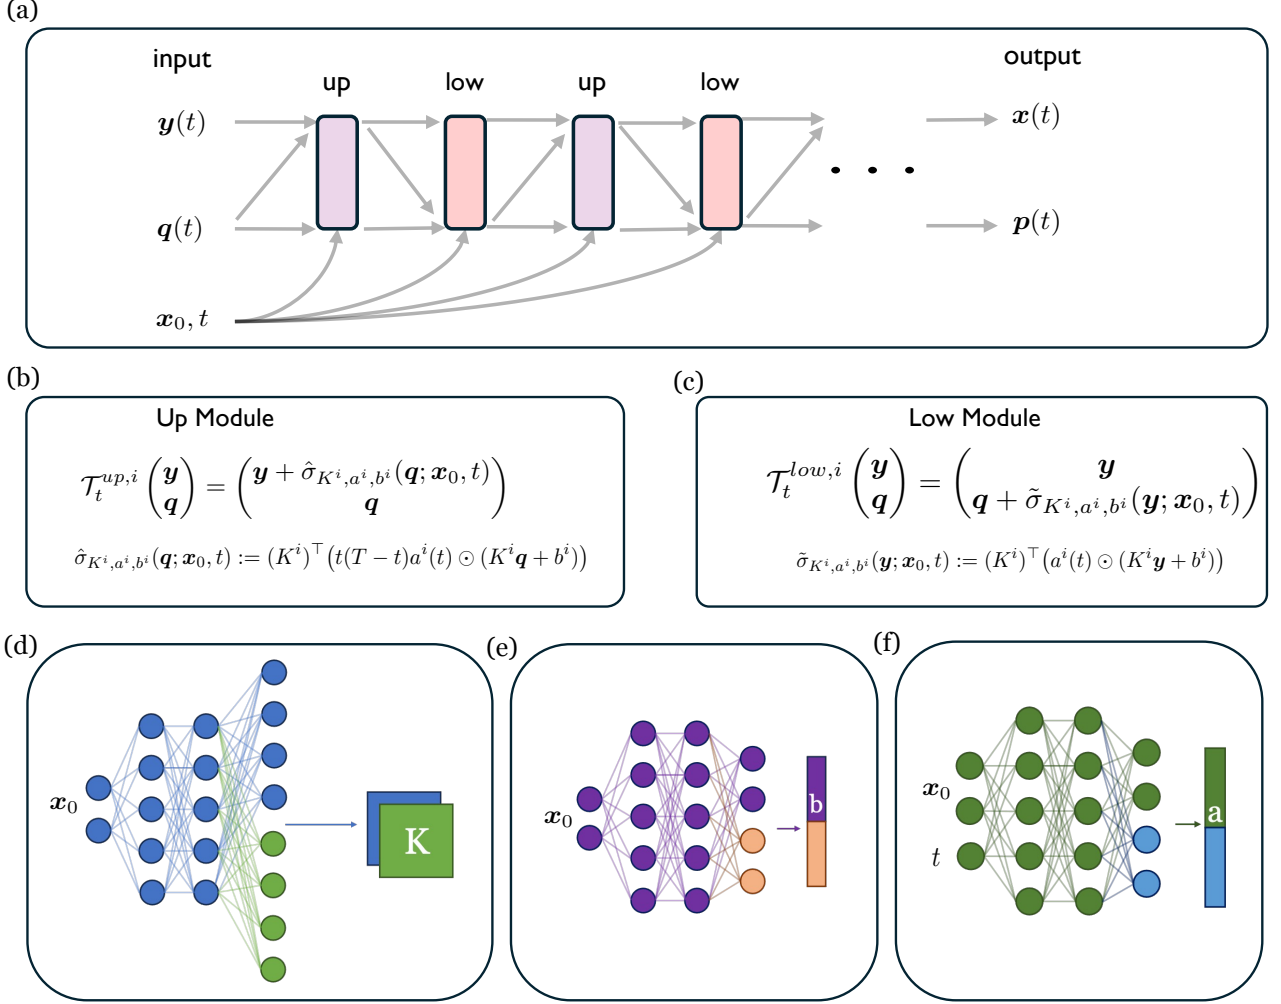 (a)
input
output
up
low
up
low
y(t)
x(t)
q(t)
p(t)
x₀, t
(b)
Up Module
𝒯ₜ^{up,i} (y q) = (y + σ̂_{Kⁱ,aⁱ,bⁱ}(q; x₀, t) q)
σ̂_{Kⁱ,aⁱ,bⁱ}(q; x₀, t) := (Kⁱ)^⊤(t(T − t)aⁱ(t) ⊙ (Kⁱq + bⁱ))
(c)
Low Module
𝒯ₜ^{low,i} (y q) = (y q + σ̃_{Kⁱ,aⁱ,bⁱ}(y; x₀, t))
σ̃_{Kⁱ,aⁱ,bⁱ}(y; x₀, t) := (Kⁱ)^⊤(aⁱ(t) ⊙ (Kⁱy + bⁱ))
(d)
x₀
K
(e)
x₀
b
(f)
x₀
t
a